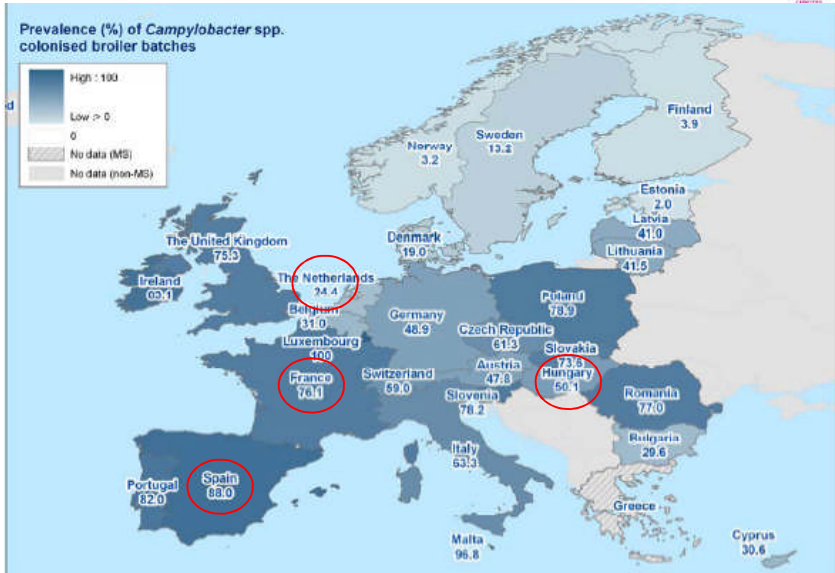 Prevalence (%) of Campylobacter spp.
colonised broiler batches
High : 100
Low :> 0
0
No data (MS)
No data (non-MS)
Finland
3.9
Sweden
13.2
Norway
3.2
Estonia
2.0
Latvia
41.0
Lithuania
41.5
Denmark
19.0
The United Kingdom
75.3
Ireland
The Netherlands
24.4
Belgium
31.0
Luxembourg
100
Germany
48.9
Poland
78.9
Czech Republic
61.3
Slovakia
73.6
Austria
47.8
Hungary
50.1
France
76.1
Switzerland
59.0
Slovenia
78.2
Romania
77.0
Bulgaria
29.6
Italy
63.3
Spain
88.0
Portugal
82.0
Greece
Malta
96.8
Cyprus
30.6